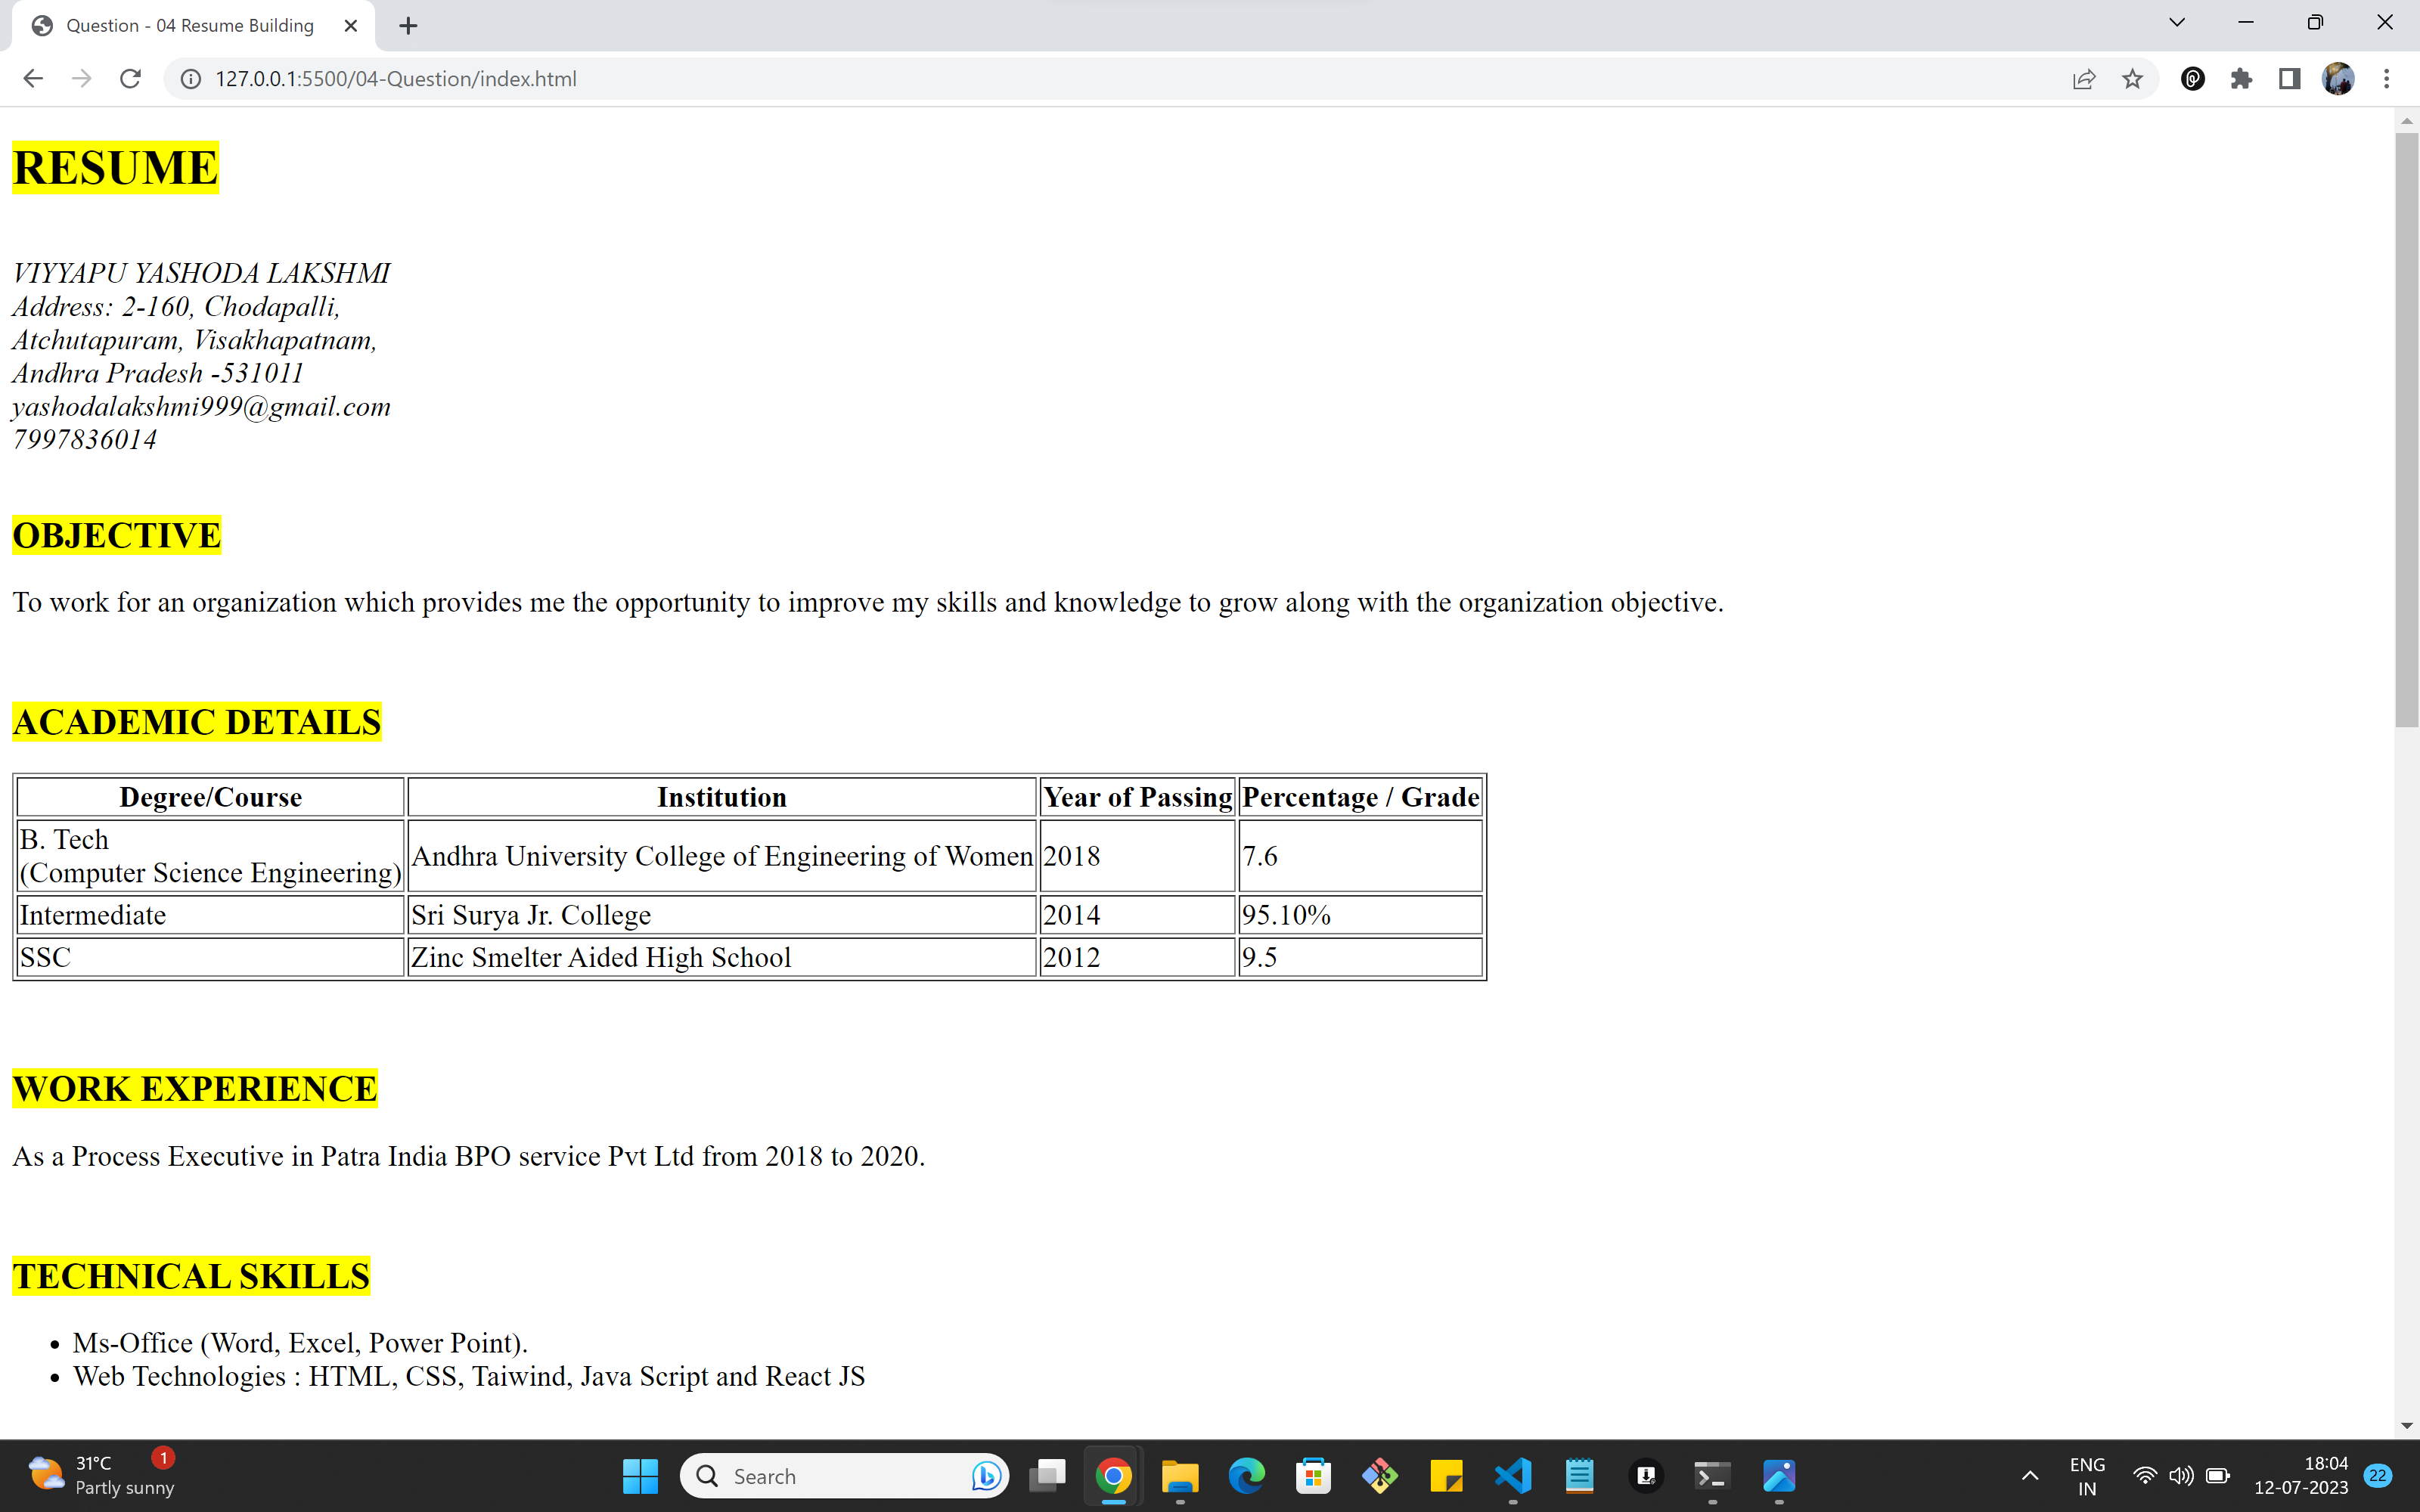 Question - 04 Resume Building
127.0.0.1:5500/04-Question/index.html
RESUME
VIYYAPU YASHODA LAKSHMI
Address: 2-160, Chodapalli,
Atchutapuram, Visakhapatnam,
Andhra Pradesh -531011
yashodalakshmi999@gmail.com
7997836014
OBJECTIVE
To work for an organization which provides me the opportunity to improve my skills and knowledge to grow along with the organization objective.
ACADEMIC DETAILS
Degree/Course Institution Year of Passing Percentage / Grade
B. Tech
(Computer Science Engineering) Andhra University College of Engineering of Women 2018 7.6
Intermediate Sri Surya Jr. College 2014 95.10%
SSC Zinc Smelter Aided High School 2012 9.5
WORK EXPERIENCE
As a Process Executive in Patra India BPO service Pvt Ltd from 2018 to 2020.
TECHNICAL SKILLS
Ms-Office (Word, Excel, Power Point).
Web Technologies : HTML, CSS, Taiwind, Java Script and React JS
31°C 1
Partly sunny
Search
ENG
IN
18:04
12-07-2023
22